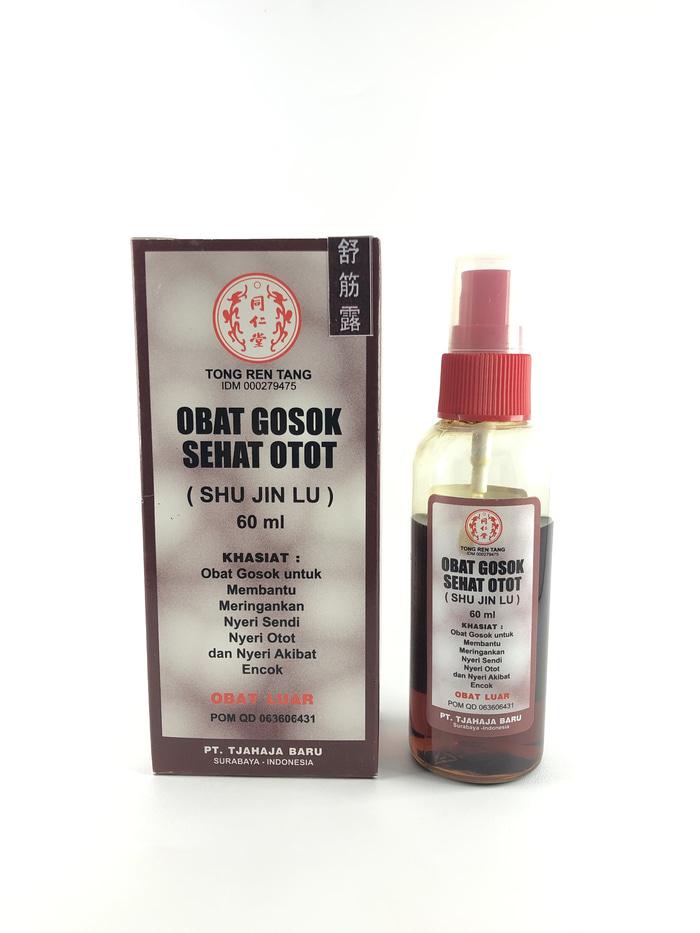 舒筋露
同仁堂
TONG REN TANG
IDM 000279475
OBAT GOSOK
SEHAT OTOT
( SHU JIN LU )
60 ml
KHASIAT :
Obat Gosok untuk
Membantu
Meringankan
Nyeri Sendi
Nyeri Otot
dan Nyeri Akibat
Encok
OBAT LUAR
POM QD 063606431
PT. TJAHAJA BARU
SURABAYA - INDONESIA
同仁堂
TONG REN TANG
IDM 000279475
OBAT GOSOK
SEHAT OTOT
( SHU JIN LU )
60 ml
KHASIAT :
Obat Gosok untuk
Membantu
Meringankan
Nyeri Sendi
Nyeri Otot
dan Nyeri Akibat
Encok
OBAT LUAR
POM QD 063606431
PT. TJAHAJA BARU
Surabaya -Indonesia